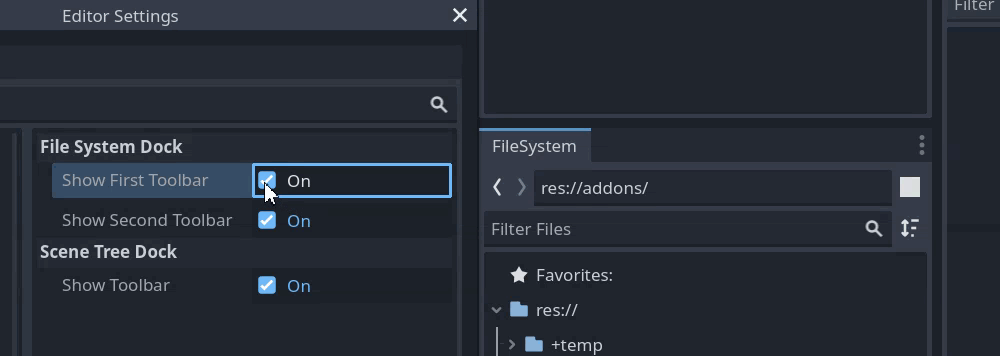 Editor Settings
File System Dock
Show First Toolbar
On
Show Second Toolbar
On
Scene Tree Dock
Show Toolbar
On
FileSystem
res://addons/
Filter Files
Favorites:
res://
+temp
Filter